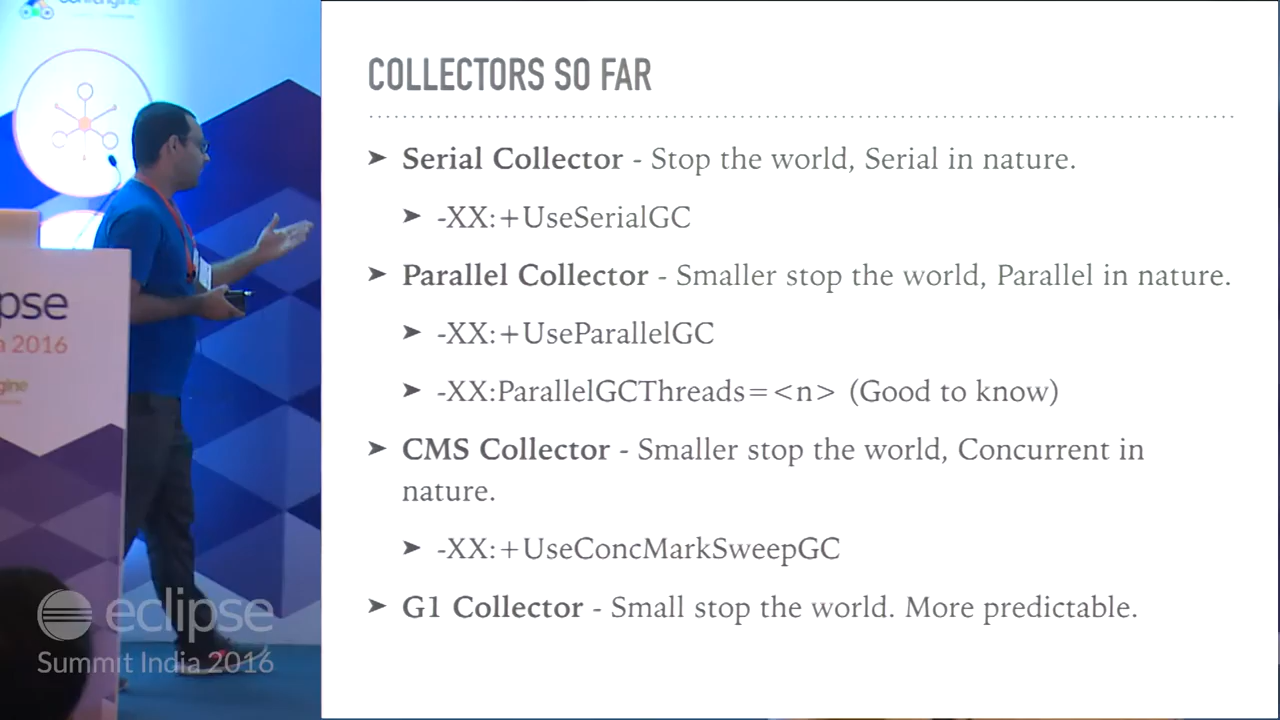 COLLECTORS SO FAR
➤ Serial Collector - Stop the world, Serial in nature.
➤ -XX:+UseSerialGC
➤ Parallel Collector - Smaller stop the world, Parallel in nature.
➤ -XX:+UseParallelGC
➤ -XX:ParallelGCThreads=<n> (Good to know)
➤ CMS Collector - Smaller stop the world, Concurrent in
nature.
➤ -XX:+UseConcMarkSweepGC
➤ G1 Collector - Small stop the world. More predictable.
pse
a 2016
gine
eclipse
Summit India 2016